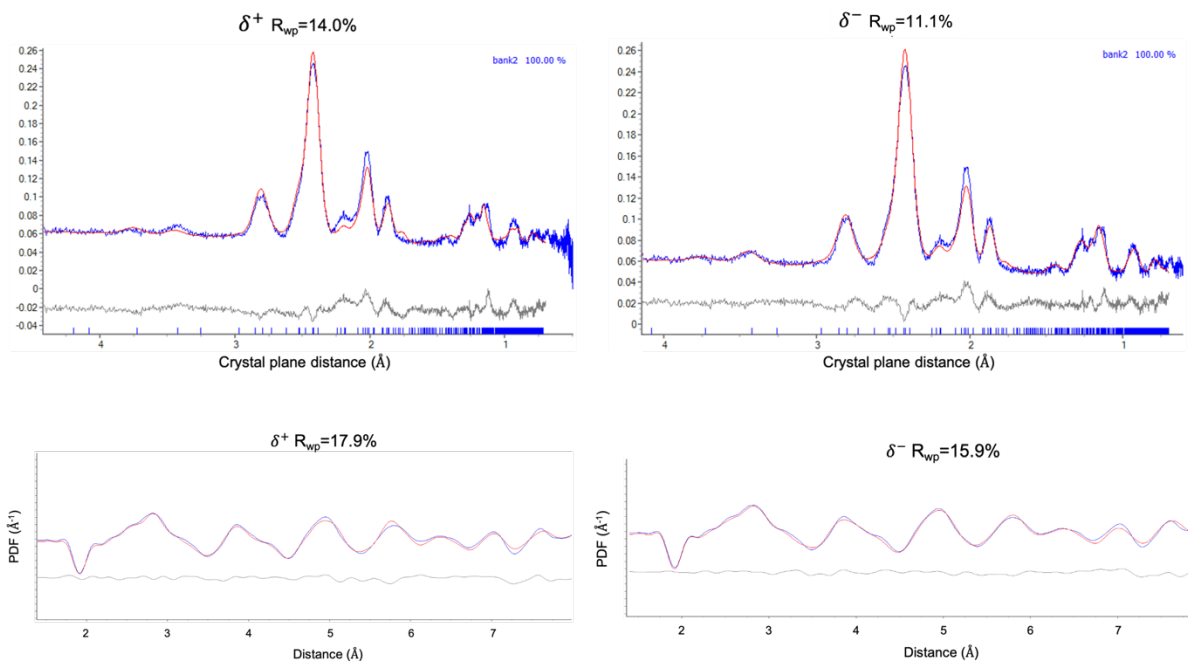 δ⁺ Rwp=14.0%
0.26
0.24
0.22
0.2
0.18
0.16
0.14
0.12
0.1
0.08
0.06
0.04
0.02
0
-0.02
-0.04
bank2 100.00 %
4 3 2 1
Crystal plane distance (Å)
δ⁻ Rwp=11.1%
0.26
0.24
0.22
0.2
0.18
0.16
0.14
0.12
0.1
0.08
0.06
0.04
0.02
0
bank2 100.00 %
3 2 1
Crystal plane distance (Å)
δ⁺ Rwp=17.9%
PDF (Å⁻¹)
2 3 4 5 6 7
Distance (Å)
δ⁻ Rwp=15.9%
PDF (Å⁻¹)
2 3 4 5 6 7
Distance (Å)